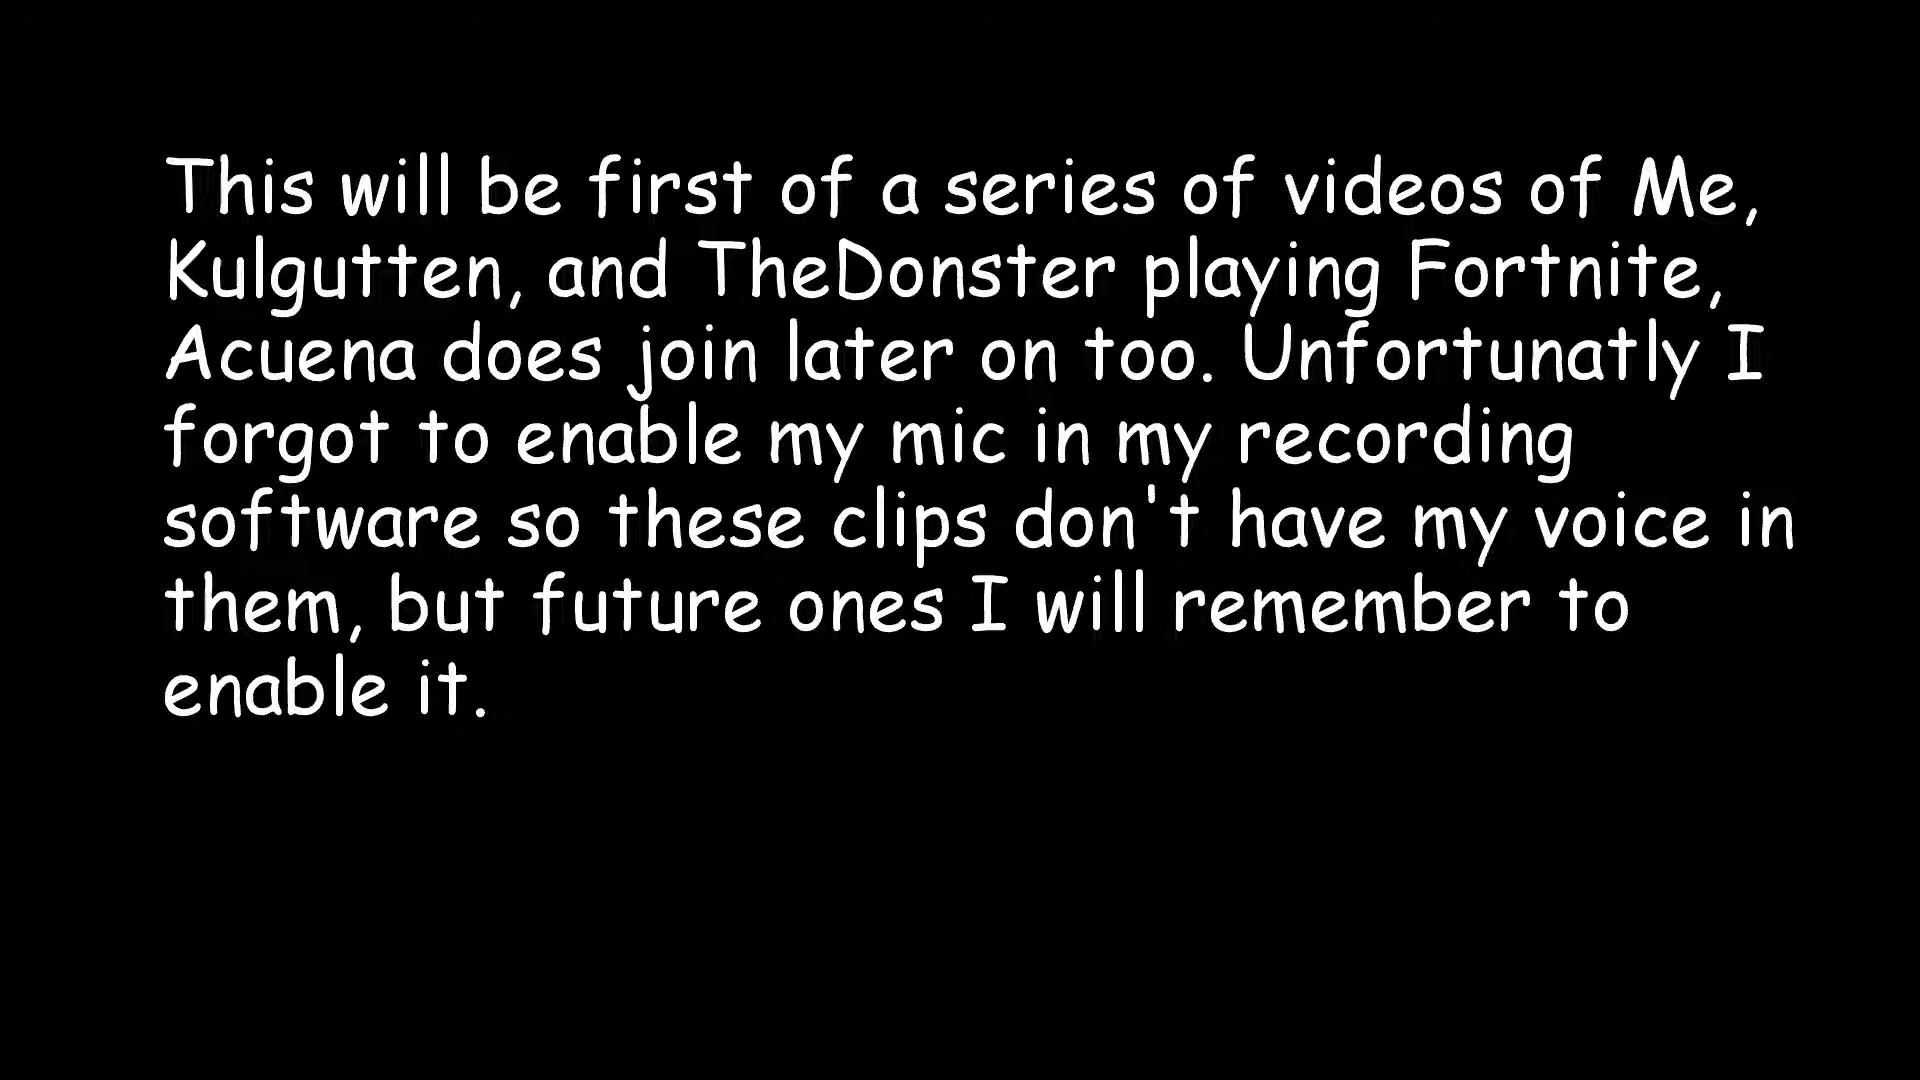 This will be first of a series of videos of Me,
Kulgutten, and TheDonster playing Fortnite,
Acuena does join later on too. Unfortunatly I
forgot to enable my mic in my recording
software so these clips don't have my voice in
them, but future ones I will remember to
enable it.